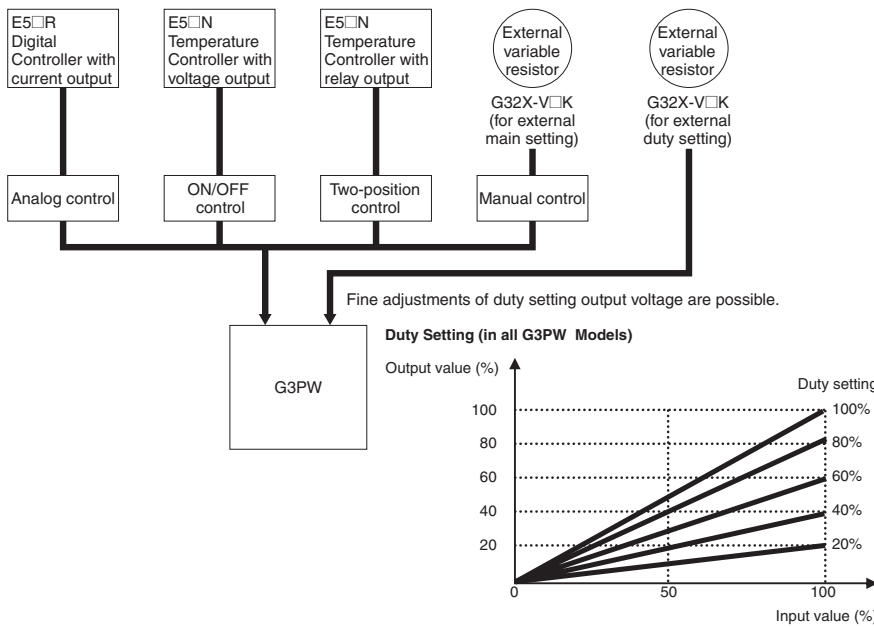 E5□R
Digital
Controller with
current output
E5□N
Temperature
Controller with
voltage output
E5□N
Temperature
Controller with
relay output
External
variable
resistor
External
variable
resistor
G32X-V□K
(for external
main setting)
G32X-V□K
(for external
duty setting)
Analog control
ON/OFF
control
Two-position
control
Manual control
Fine adjustments of duty setting output voltage are possible.
G3PW
Duty Setting (in all G3PW Models)
Output value (%)
Duty setting
100
80
60
40
20
100%
80%
60%
40%
20%
0
50
100
Input value (%)